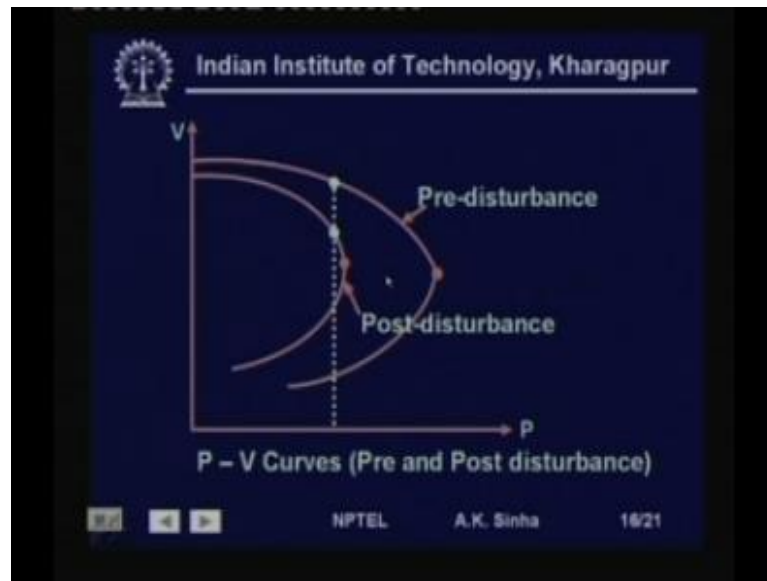 Indian Institute of Technology, Kharagpur
V
Pre-disturbance
Post-disturbance
P
P – V Curves (Pre and Post disturbance)
NPTEL A.K. Sinha 16/21